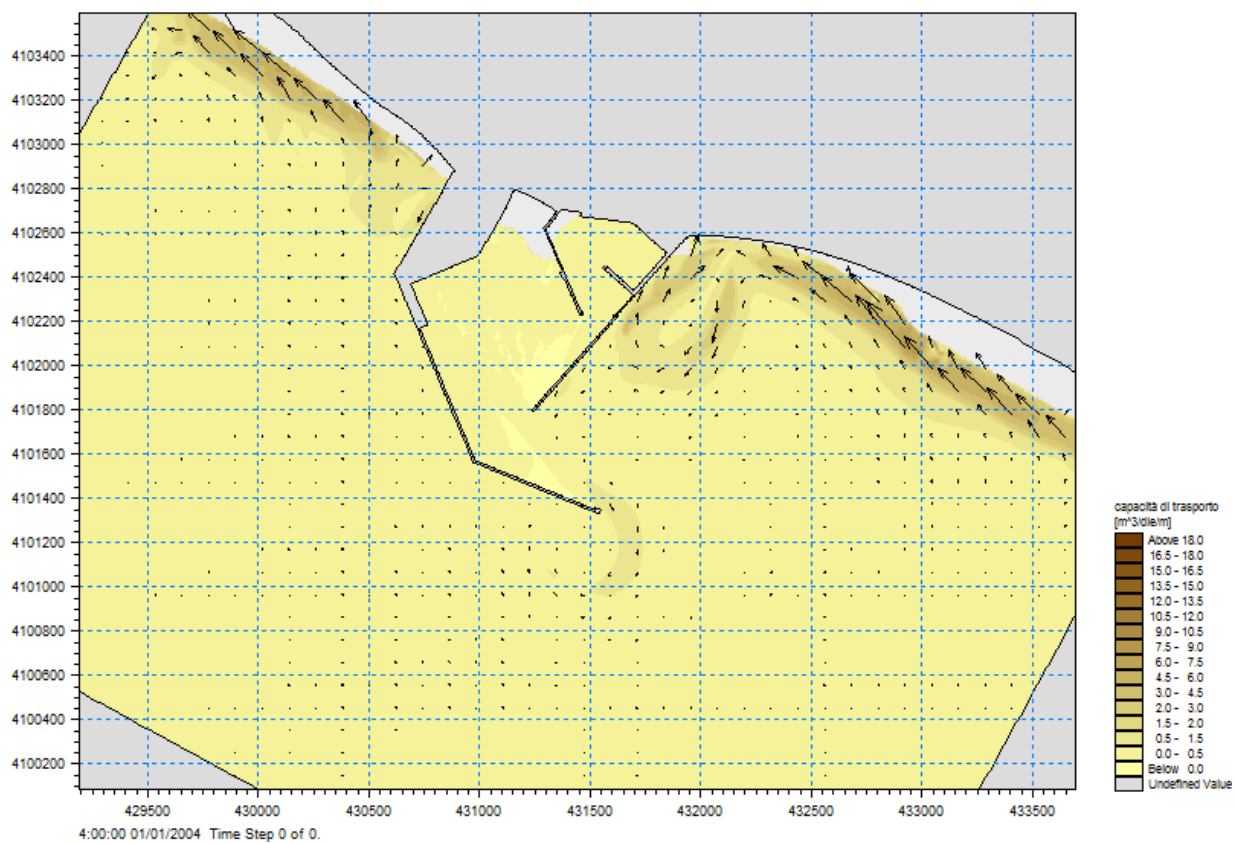 4103400
4103200
4103000
4102800
4102600
4102400
4102200
4102000
4101800
4101600
4101400
4101200
4101000
4100800
4100600
4100400
4100200
429500 430000 430500 431000 431500 432000 432500 433000 433500
4:00:00 01/01/2004 Time Step 0 of 0.
capacità di trasporto
[m^3/die/m]
Above 18.0
16.5 - 18.0
15.0 - 16.5
13.5 - 15.0
12.0 - 13.5
10.5 - 12.0
9.0 - 10.5
7.5 - 9.0
6.0 - 7.5
4.5 - 6.0
3.0 - 4.5
2.0 - 3.0
1.5 - 2.0
0.5 - 1.5
0.0 - 0.5
Below 0.0
Undefined Value